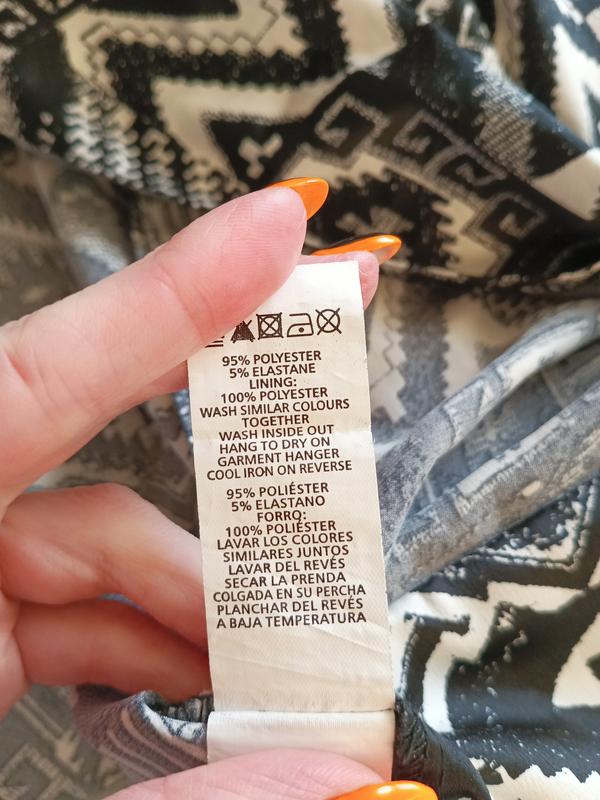 95% POLYESTER
5% ELASTANE
LINING:
100% POLYESTER
WASH SIMILAR COLOURS
TOGETHER
WASH INSIDE OUT
HANG TO DRY ON
GARMENT HANGER
COOL IRON ON REVERSE
95% POLIÉSTER
5% ELASTANO
FORRO:
100% POLIÉSTER
LAVAR LOS COLORES
SIMILARES JUNTOS
LAVAR DEL REVÉS
SECAR LA PRENDA
COLGADA EN SU PERCHA
PLANCHAR DEL REVÉS
A BAJA TEMPERATURA